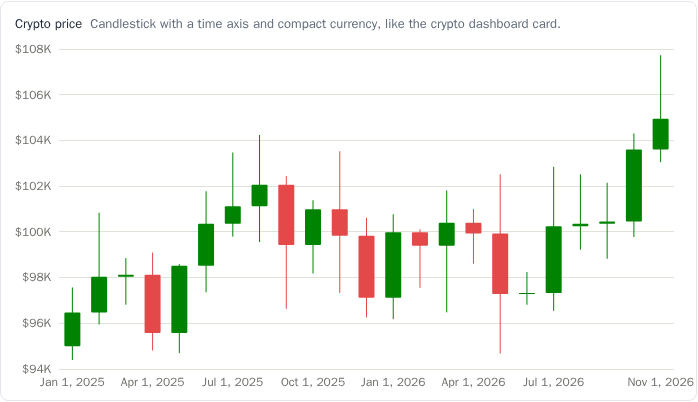 Crypto price Candlestick with a time axis and compact currency, like the crypto dashboard card.
$108K
$106K
$104K
$102K
$100K
$98K
$96K
$94K
Jan 1, 2025 Apr 1, 2025 Jul 1, 2025 Oct 1, 2025 Jan 1, 2026 Apr 1, 2026 Jul 1, 2026 Nov 1, 2026